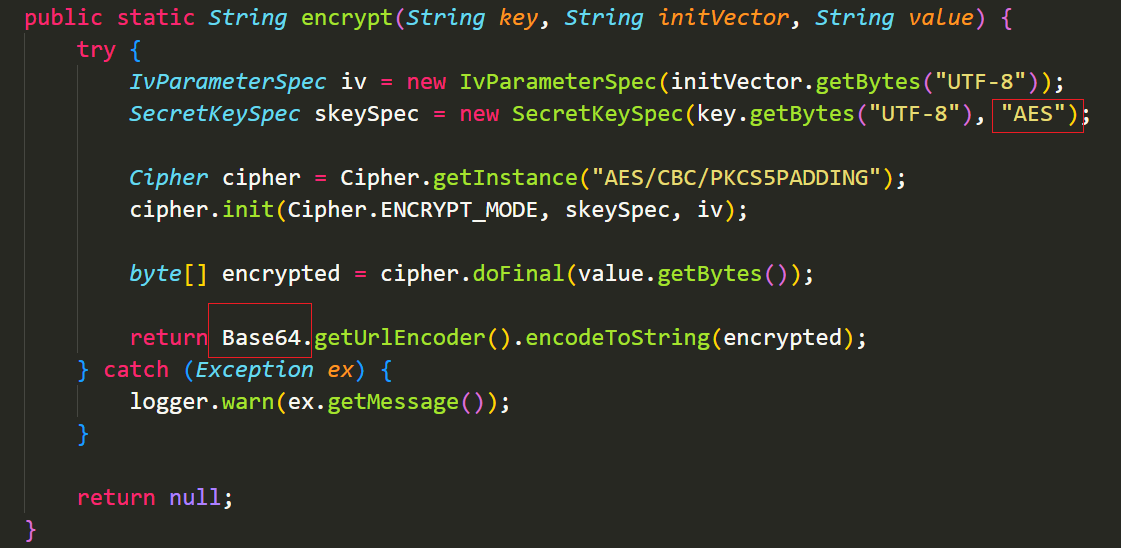 public static String encrypt(String key, String initVector, String value) {
    try {
        IvParameterSpec iv = new IvParameterSpec(initVector.getBytes("UTF-8"));
        SecretKeySpec skeySpec = new SecretKeySpec(key.getBytes("UTF-8"), "AES");

        Cipher cipher = Cipher.getInstance("AES/CBC/PKCS5PADDING");
        cipher.init(Cipher.ENCRYPT_MODE, skeySpec, iv);

        byte[] encrypted = cipher.doFinal(value.getBytes());

        return Base64.getUrlEncoder().encodeToString(encrypted);
    } catch (Exception ex) {
        logger.warn(ex.getMessage());
    }

    return null;
}